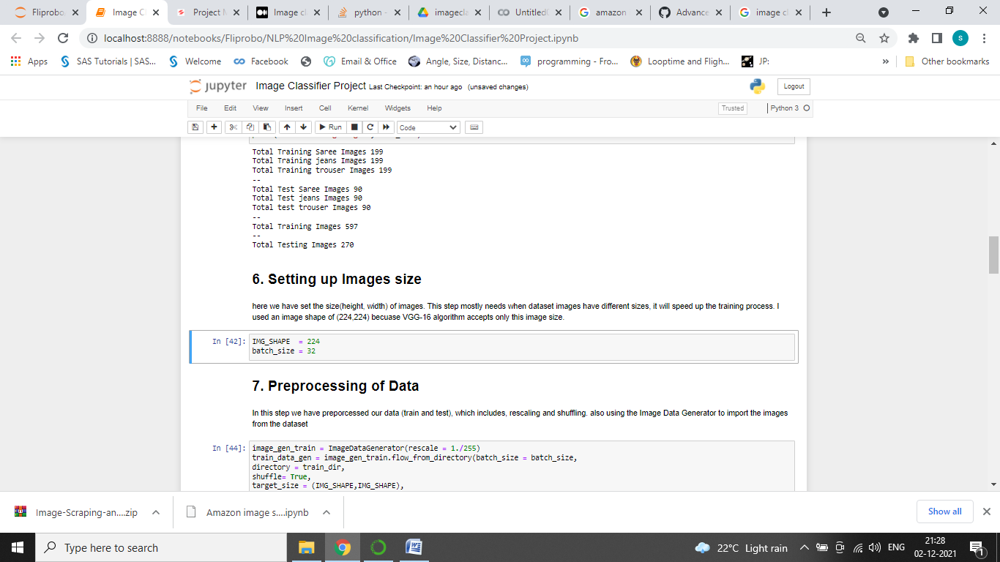 Fliprobo
Image C
Project M
Image cl
python -
imagecla
Untitled
amazon
Advance
image cl
localhost:8888/notebooks/Fliprobo/NLP%20Image%20classification/Image%20Classifier%20Project.ipynb
S
Apps
SAS Tutorials | SAS...
Welcome
Facebook
Email & Office
Angle, Size, Distanc...
programming - Fro...
Looptime and Fligh...
JP:
»
Other bookmarks
jupyter Image Classifier Project Last Checkpoint: an hour ago (unsaved changes)
Logout
File Edit View Insert Cell Kernel Widgets Help
Trusted
Python 3
Run
Code
Total Training Saree Images 199
Total Training jeans Images 199
Total Training trouser Images 199
--
Total Test Saree Images 90
Total Test jeans Images 90
Total test trouser Images 90
--
Total Training Images 597
--
Total Testing Images 270
6. Setting up Images size
here we have set the size(height, width) of images. This step mostly needs when dataset images have different sizes, it will speed up the training process. I
used an image shape of (224,224) becuase VGG-16 algorithm accepts only this image size.
In [42]: IMG_SHAPE = 224
batch_size = 32
7. Preprocessing of Data
In this step we have preporcessed our data (train and test), which includes, rescaling and shuffling. also using the Image Data Generator to import the images
from the dataset
In [44]: image_gen_train = ImageDataGenerator(rescale = 1./255)
train_data_gen = image_gen_train.flow_from_directory(batch_size = batch_size,
directory = train_dir,
shuffle= True,
target_size = (IMG_SHAPE,IMG_SHAPE),
Image-Scraping-an....zip
Amazon image s....ipynb
Show all
Type here to search
22°C Light rain
ENG
21:28
02-12-2021
1